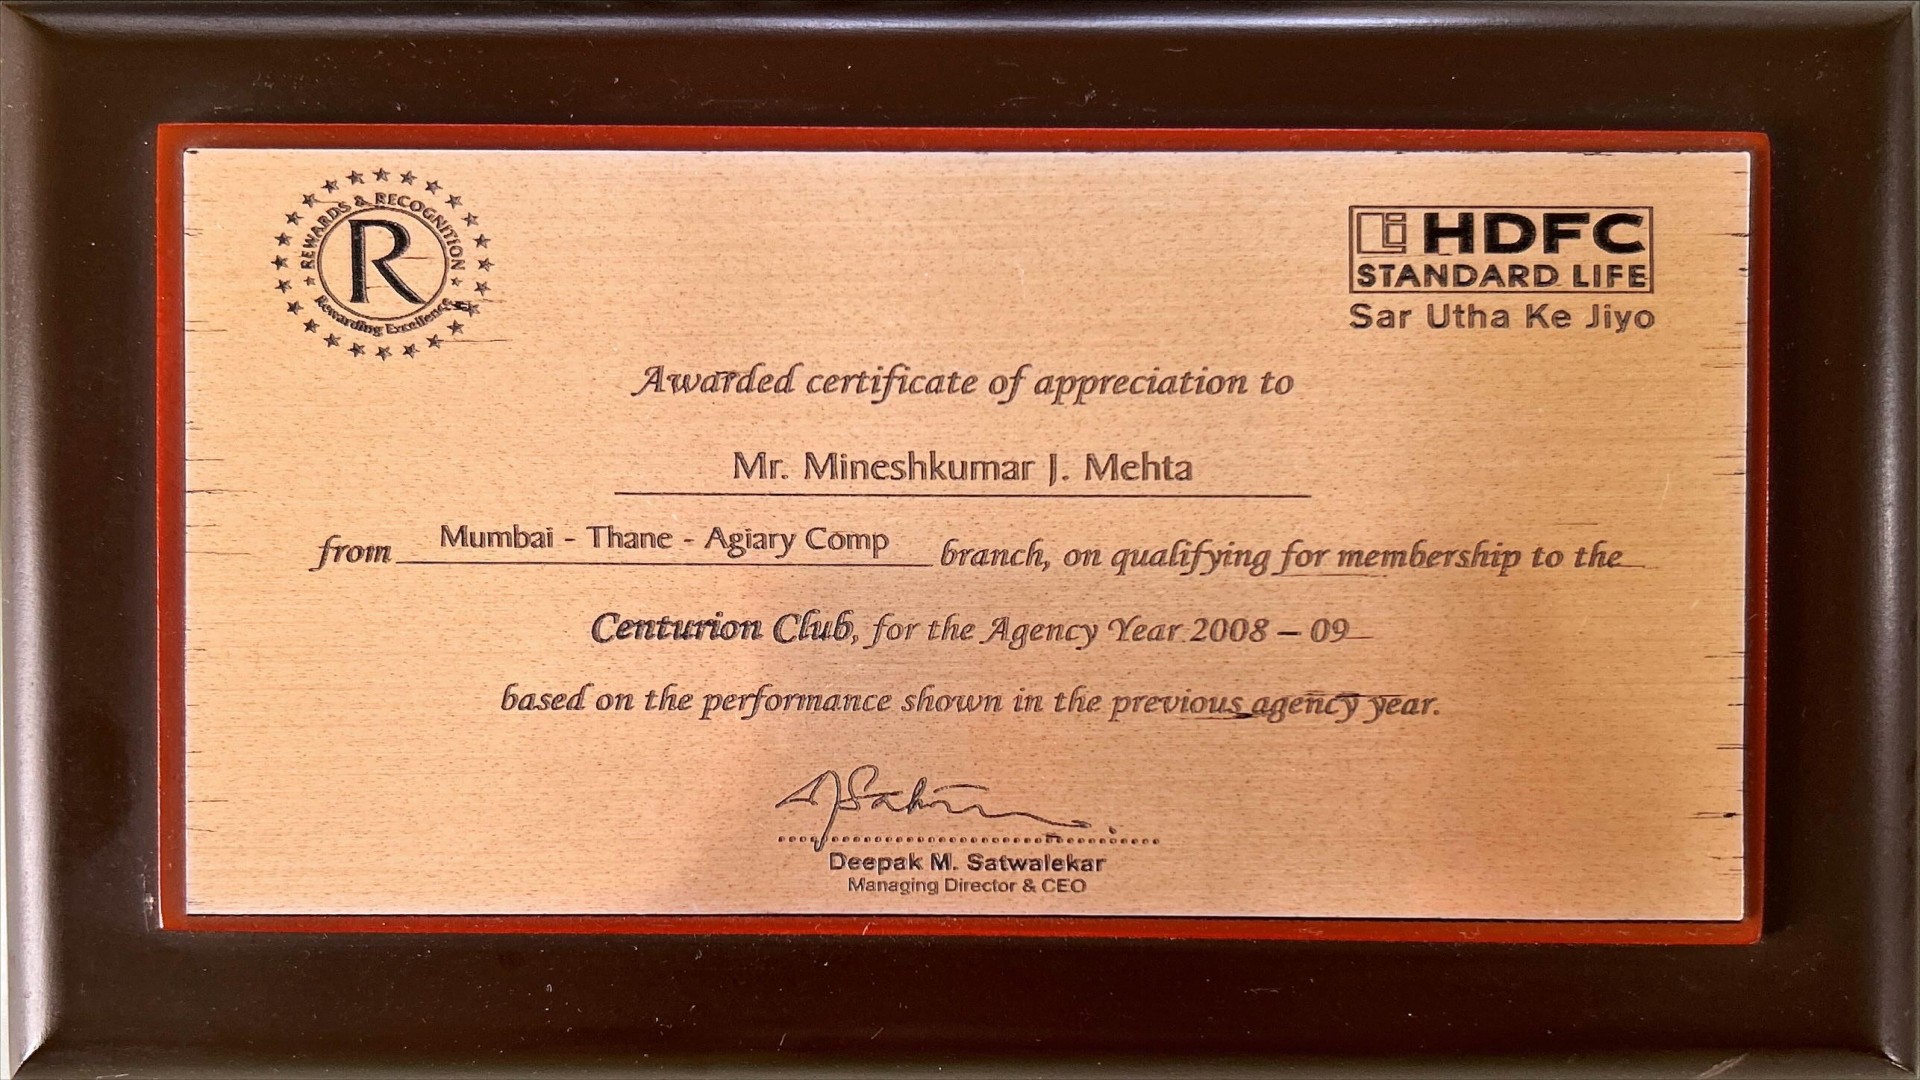 REWARDS & RECOGNITION
R
Rewarding Excellence
HDFC
STANDARD LIFE
Sar Utha Ke Jiyo
Awarded certificate of appreciation to
Mr. Mineshkumar J. Mehta
from Mumbai - Thane - Agiary Comp branch, on qualifying for membership to the
Centurion Club, for the Agency Year 2008 – 09
based on the performance shown in the previous agency year.
Deepak M. Satwalekar
Managing Director & CEO